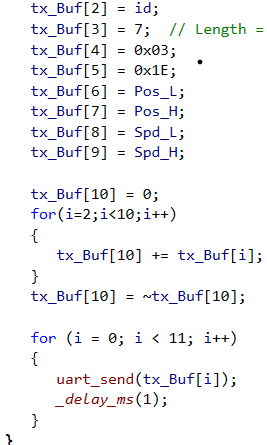 tx_Buf[2] = id;
tx_Buf[3] = 7;  // Length =
tx_Buf[4] = 0x03;
tx_Buf[5] = 0x1E;
tx_Buf[6] = Pos_L;
tx_Buf[7] = Pos_H;
tx_Buf[8] = Spd_L;
tx_Buf[9] = Spd_H;
tx_Buf[10] = 0;
for(i=2;i<10;i++)
{
tx_Buf[10] += tx_Buf[i];
}
tx_Buf[10] = ~tx_Buf[10];
for (i = 0; i < 11; i++)
{
uart_send(tx_Buf[i]);
_delay_ms(1);
}
}